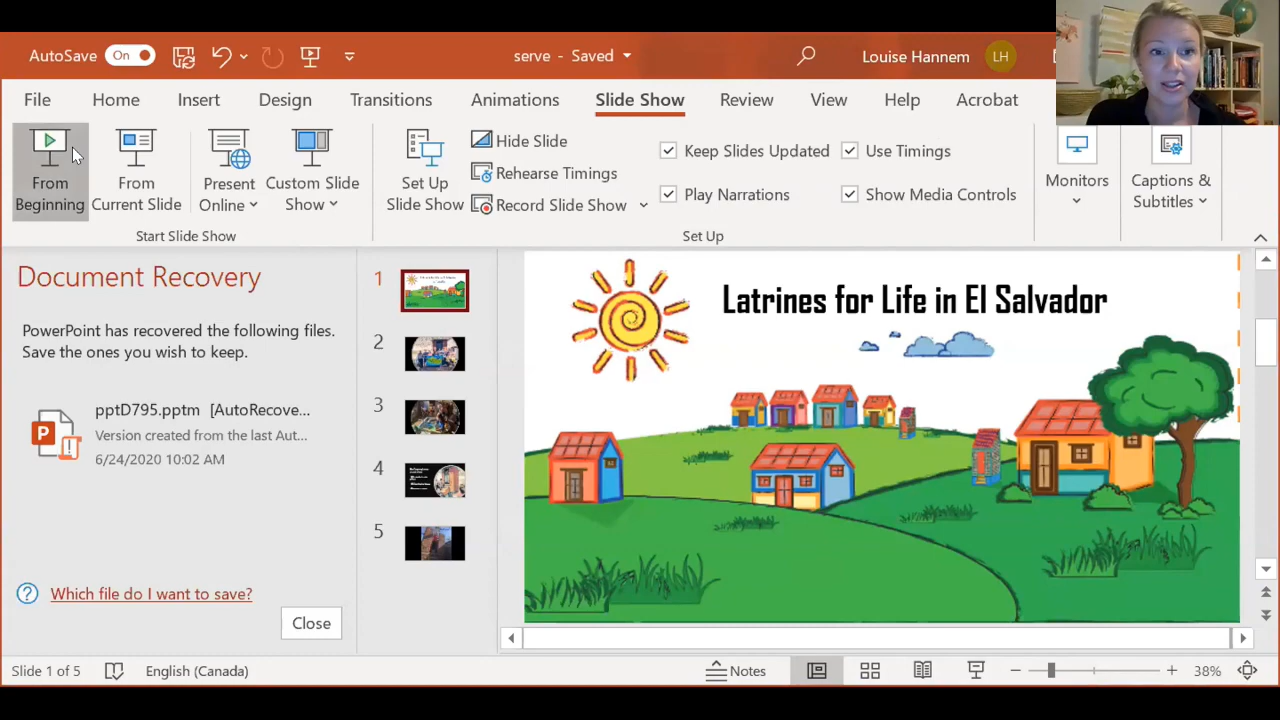 AutoSave On serve - Saved Louise Hannem LH
File Home Insert Design Transitions Animations Slide Show Review View Help Acrobat
From Beginning
From Current Slide
Present Online
Custom Slide Show
Start Slide Show
Set Up Slide Show
Hide Slide
Rehearse Timings
Record Slide Show
Keep Slides Updated
Play Narrations
Use Timings
Show Media Controls
Set Up
Monitors
Captions & Subtitles
Document Recovery
PowerPoint has recovered the following files.
Save the ones you wish to keep.
pptD795.pptm [AutoRecove...
Version created from the last Aut...
6/24/2020 10:02 AM
Which file do I want to save?
Close
1
2
3
4
5
Latrines for Life in El Salvador
Slide 1 of 5 English (Canada) Notes 38%